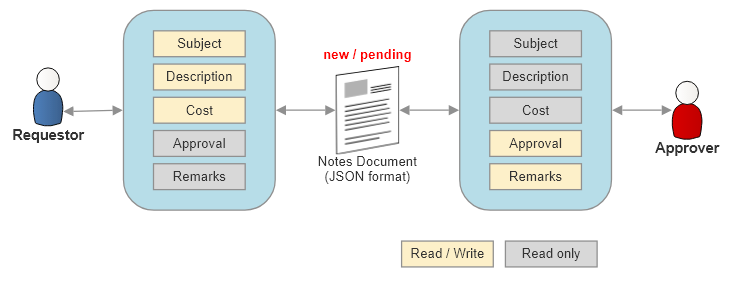 Subject
Description
Cost
Approval
Remarks
Requestor
new / pending
Notes Document
(JSON format)
Subject
Description
Cost
Approval
Remarks
Approver
Read / Write
Read only